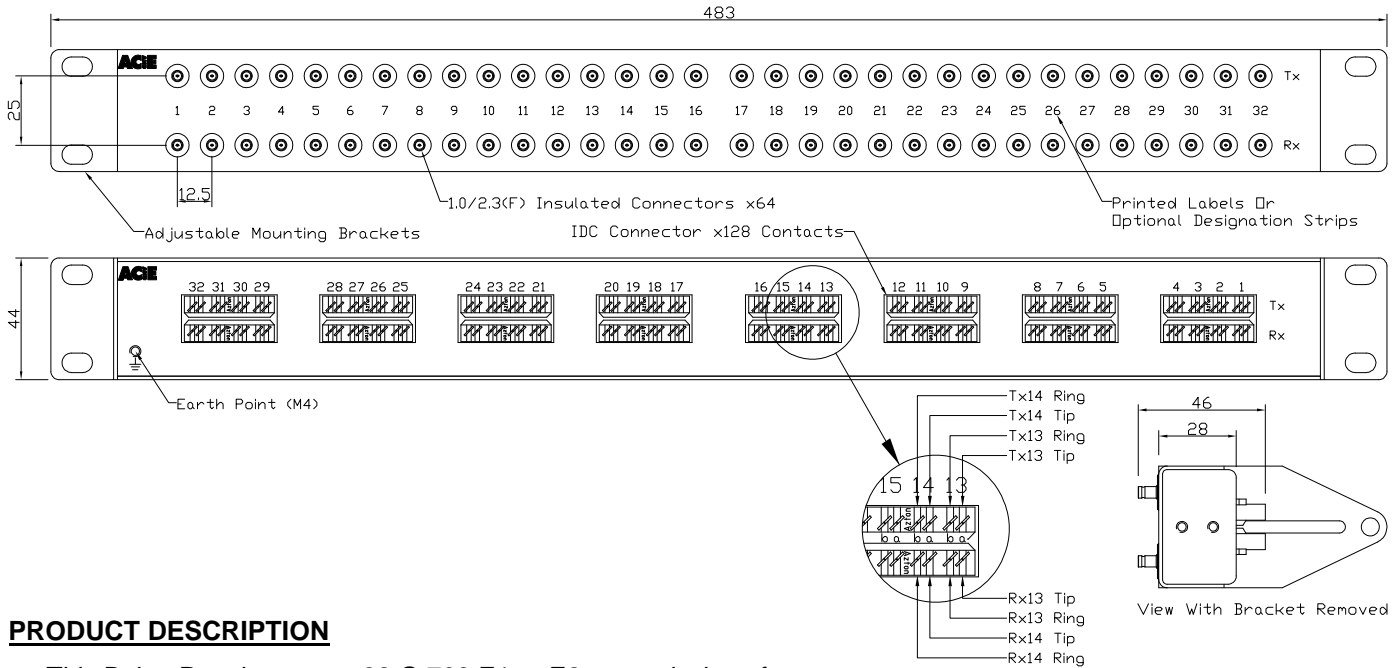 483
ACE Tx
25
1 2 3 4 5 6 7 8 9 10 11 12 13 14 15 16 17 18 19 20 21 22 23 24 25 26 27 28 29 30 31 32
Rx
12.5
1.0/2.3(F) Insulated Connectors x64
Printed Labels Or
Optional Designation Strips
Adjustable Mounting Brackets
IDC Connector x128 Contacts
ACE
44
32 31 30 29 28 27 26 25 24 23 22 21 20 19 18 17 16 15 14 13 12 11 10 9 8 7 6 5 4 3 2 1
Tx
Rx
Earth Point (M4)
Tx14 Ring
Tx14 Tip
Tx13 Ring
Tx13 Tip
15 14 13
Azton
Azton
Rx13 Tip
Rx13 Ring
Rx14 Tip
Rx14 Ring
46
28
View With Bracket Removed
PRODUCT DESCRIPTION